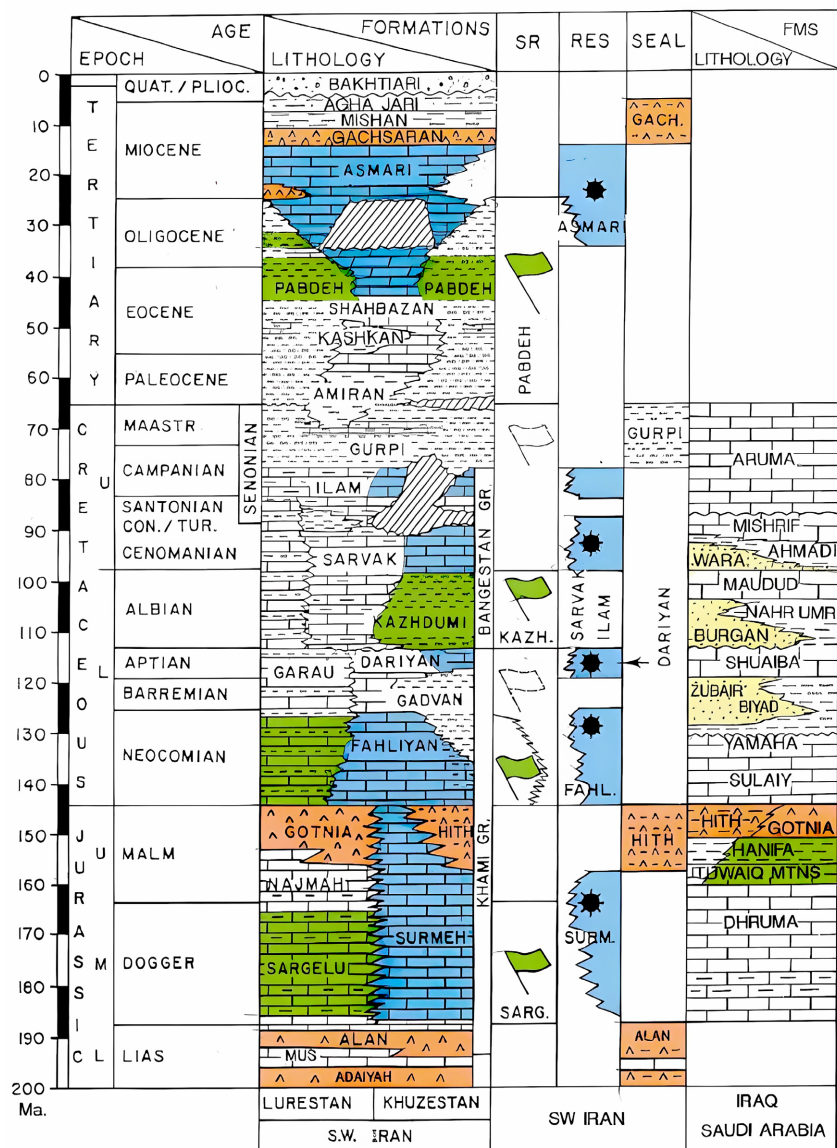 AGE
EPOCH
FORMATIONS
LITHOLOGY
SR
RES
SEAL
FMS
LITHOLOGY
0
10
20
30
40
50
60
70
80
90
100
110
120
130
140
150
160
170
180
190
200
Ma.
TERTIARY
CRETACEOUS
JURASSIC
U
L
U
M
L
QUAT. / PLIOC.
MIOCENE
OLIGOCENE
EOCENE
PALEOCENE
MAASTR.
CAMPANIAN
SANTONIAN
CON. / TUR.
CENOMANIAN
SENONIAN
ALBIAN
APTIAN
BARREMIAN
NEOCOMIAN
MALM
DOGGER
LIAS
BAKHTIARI
AGHA JARI
MISHAN
GACHSARAN
ASMARI
PABDEH
PABDEH
SHAHBAZAN
KASHKAN
AMIRAN
GURPI
ILAM
SARVAK
KAZHDUMI
DARIYAN
GARAU
GADVAN
FAHLIYAN
GOTNIA
HITH
NAJMAH
SURMEH
SARGELU
ALAN
MUS
ADAIYAH
BANGESTAN GR.
KHAMI GR.
PABDEH
KAZH.
SARG.
ASMARI
SARVAK
ILAM
FAHL.
SURM.
GACH.
GURPI
DARIYAN
HITH
ALAN
ARUMA
MISHRIF
AHMADI
WARA
MAUDUD
NAHR UMR
BURGAN
SHUAIBA
ZUBAIR
BIYAD
YAMAHA
SULAIY
HITH
GOTNIA
HANIFA
TUWAIQ MTNS
DHRUMA
LURESTAN
KHUZESTAN
S.W. IRAN
SW IRAN
IRAQ
SAUDI ARABIA